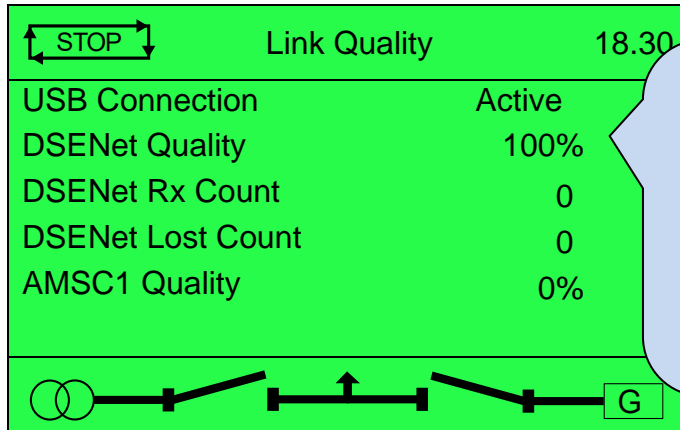 STOP Link Quality 18.30
USB Connection Active
DSENet Quality 100%
DSENet Rx Count 0
DSENet Lost Count 0
AMSC1 Quality 0%
G